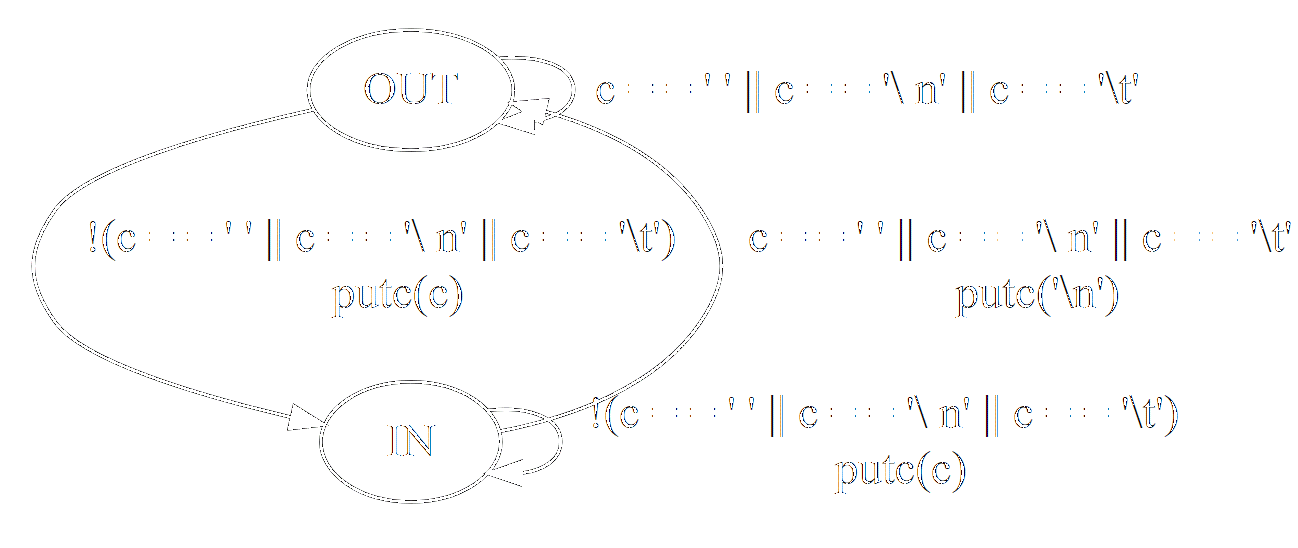 OUT
c == ' ' || c == '\ n' || c == '\t'
!(c == ' ' || c == '\ n' || c == '\t')
putc(c)
c == ' ' || c == '\ n' || c == '\t'
putc('\n')
!(c == ' ' || c == '\ n' || c == '\t')
putc(c)
IN